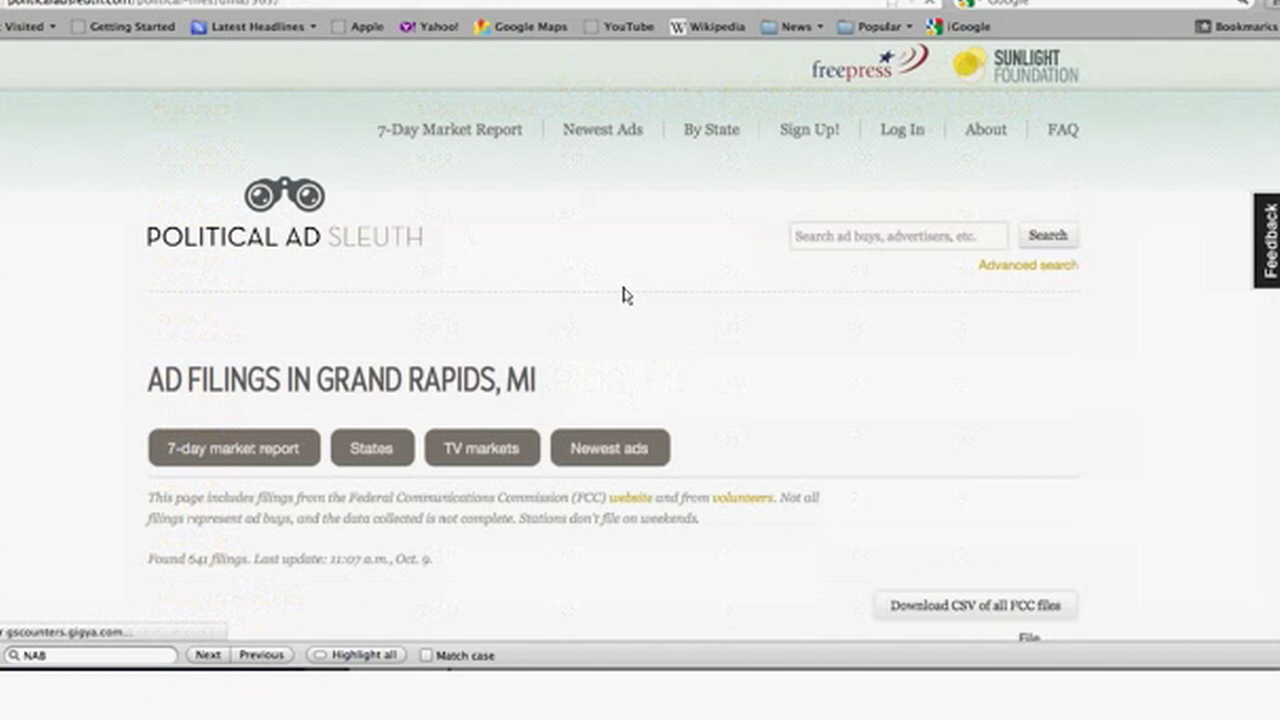 Visited Getting Started Latest Headlines Apple Yahoo! Google Maps YouTube Wikipedia News Popular iGoogle Bookmarks
freepress SUNLIGHT FOUNDATION
7-Day Market Report Newest Ads By State Sign Up! Log In About FAQ
POLITICAL AD SLEUTH
Search ad buys, advertisers, etc. Search
Advanced search
Feedback
AD FILINGS IN GRAND RAPIDS, MI
7-day market report States TV markets Newest ads
This page includes filings from the Federal Communications Commission (FCC) website and from volunteers. Not all
filings represent ad buys, and the data collected is not complete. Stations don't file on weekends.
Found 641 filings. Last update: 11:07 a.m., Oct. 9.
Download CSV of all FCC files
File
gscounters.gigya.com...
NAB Next Previous Highlight all Match case